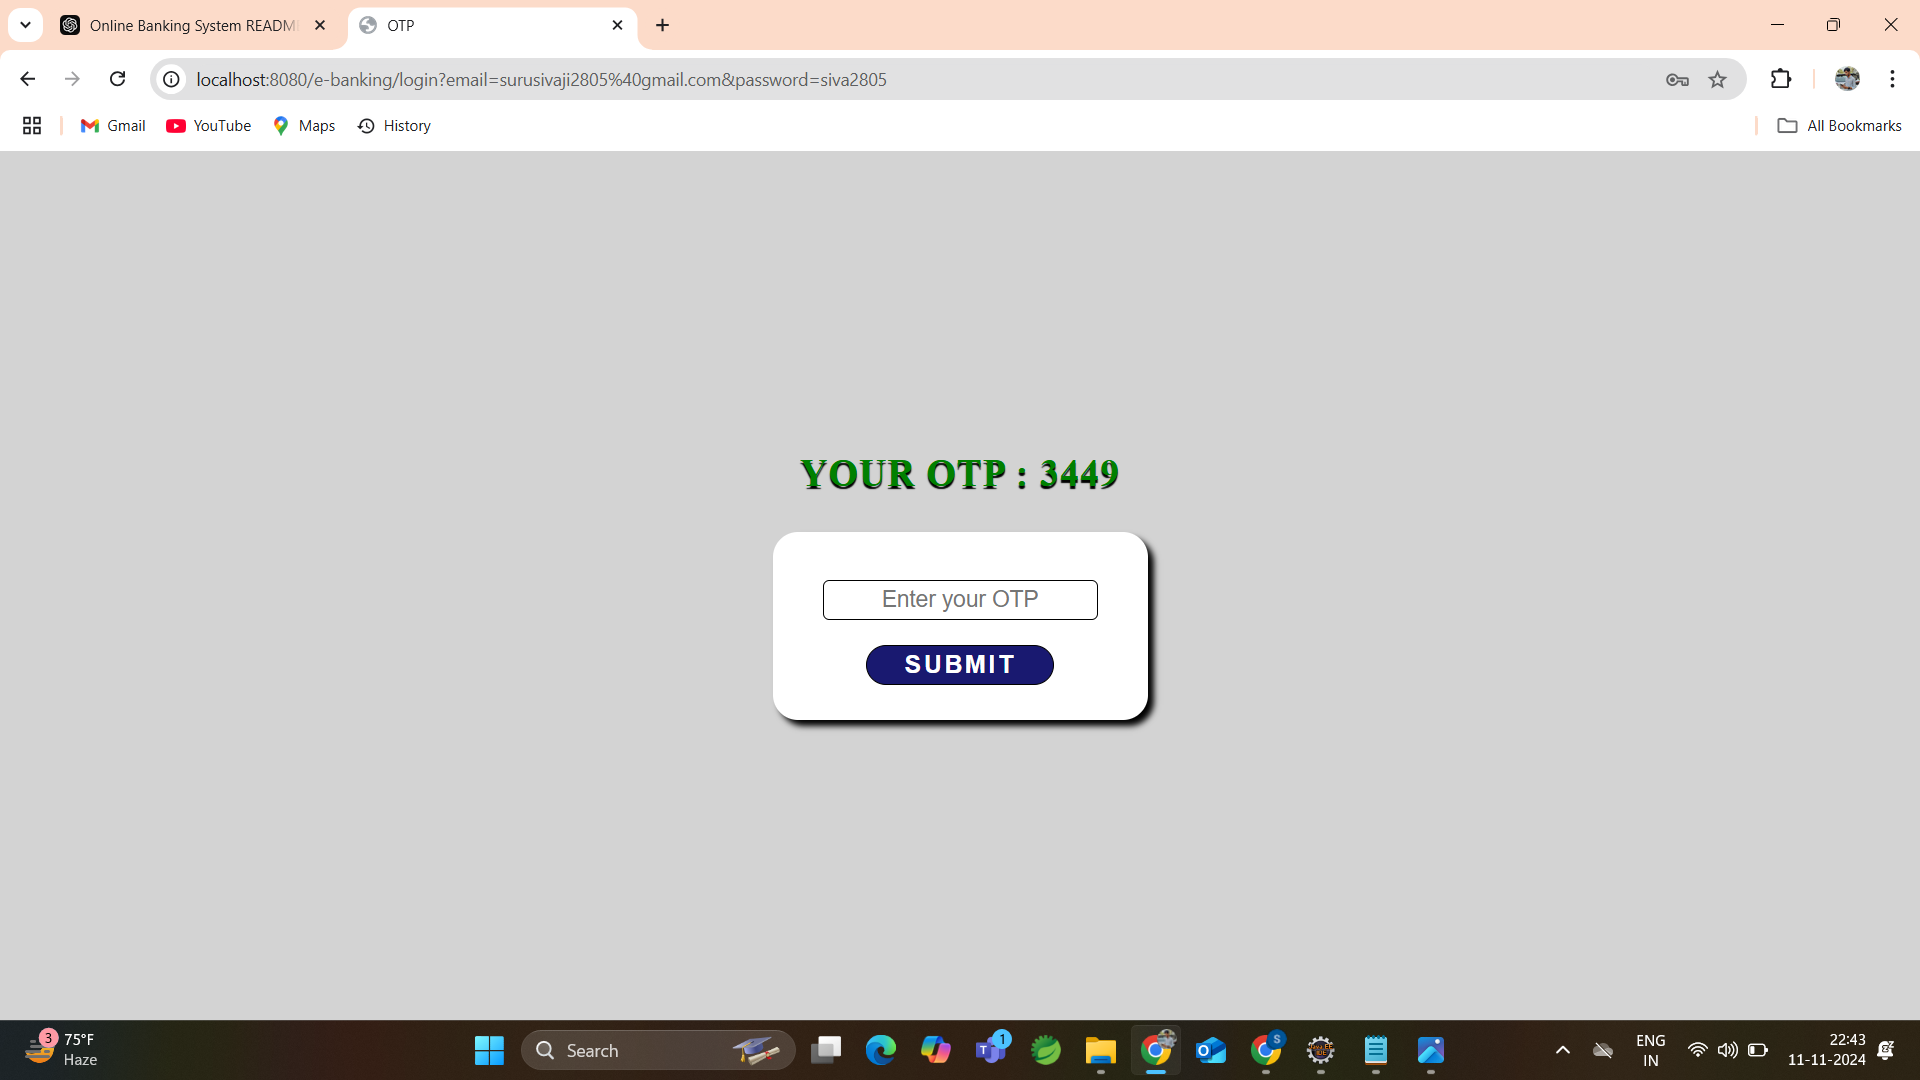 Online Banking System READM
OTP
localhost:8080/e-banking/login?email=surusivaji2805%40gmail.com&password=siva2805
Gmail
YouTube
Maps
History
All Bookmarks
YOUR OTP : 3449
Enter your OTP
SUBMIT
3
75°F
Haze
Search
1
S
ENG
IN
22:43
11-11-2024